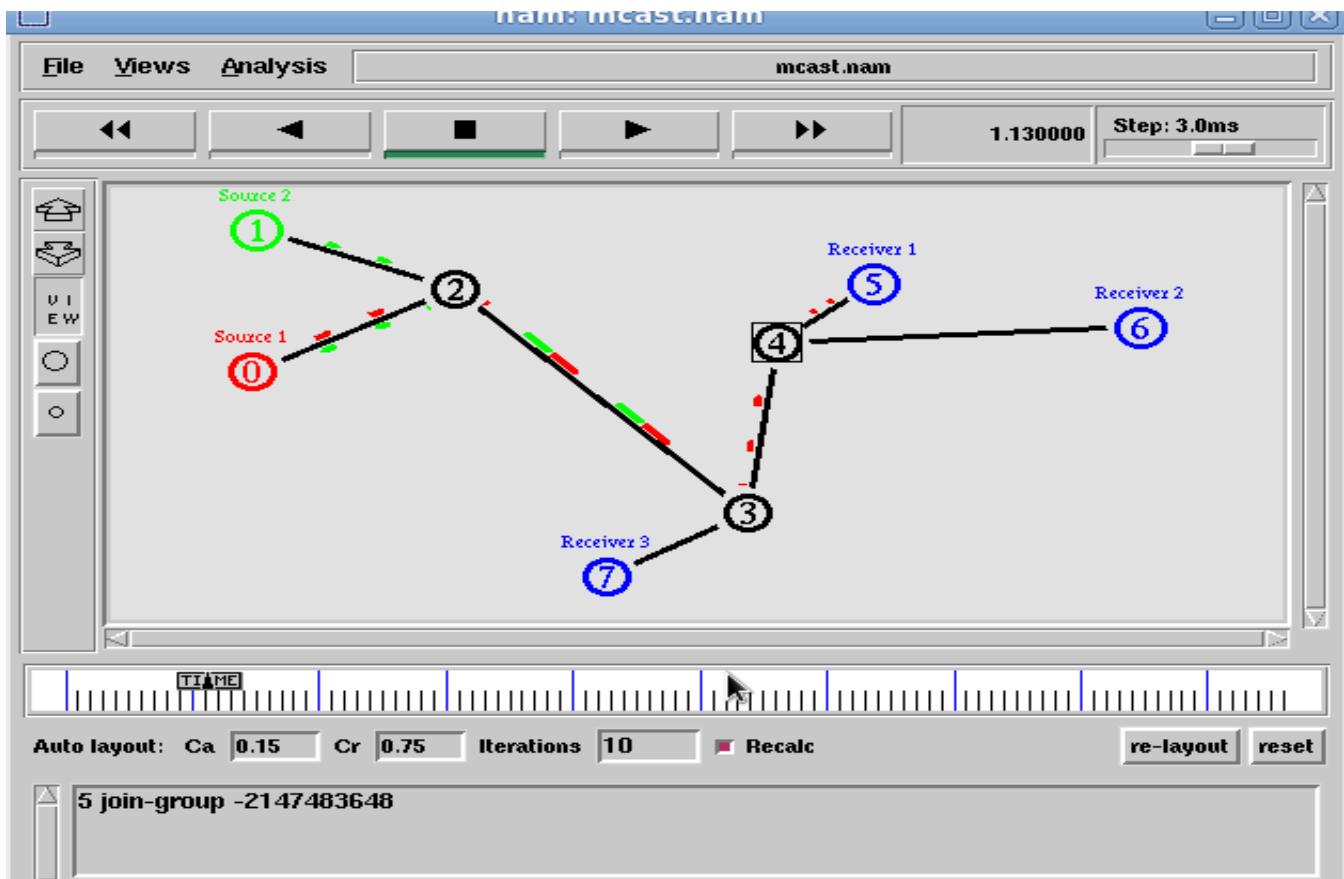 nam: mcast.nam
File Views Analysis mcast.nam
1.130000 Step: 3.0ms
Source 2
1
VI
EW
2
Receiver 1
5
Receiver 2
6
Source 1
0
4
3
Receiver 3
7
TIME
Auto layout: Ca 0.15 Cr 0.75 Iterations 10 Recalc re-layout reset
5 join-group -2147483648